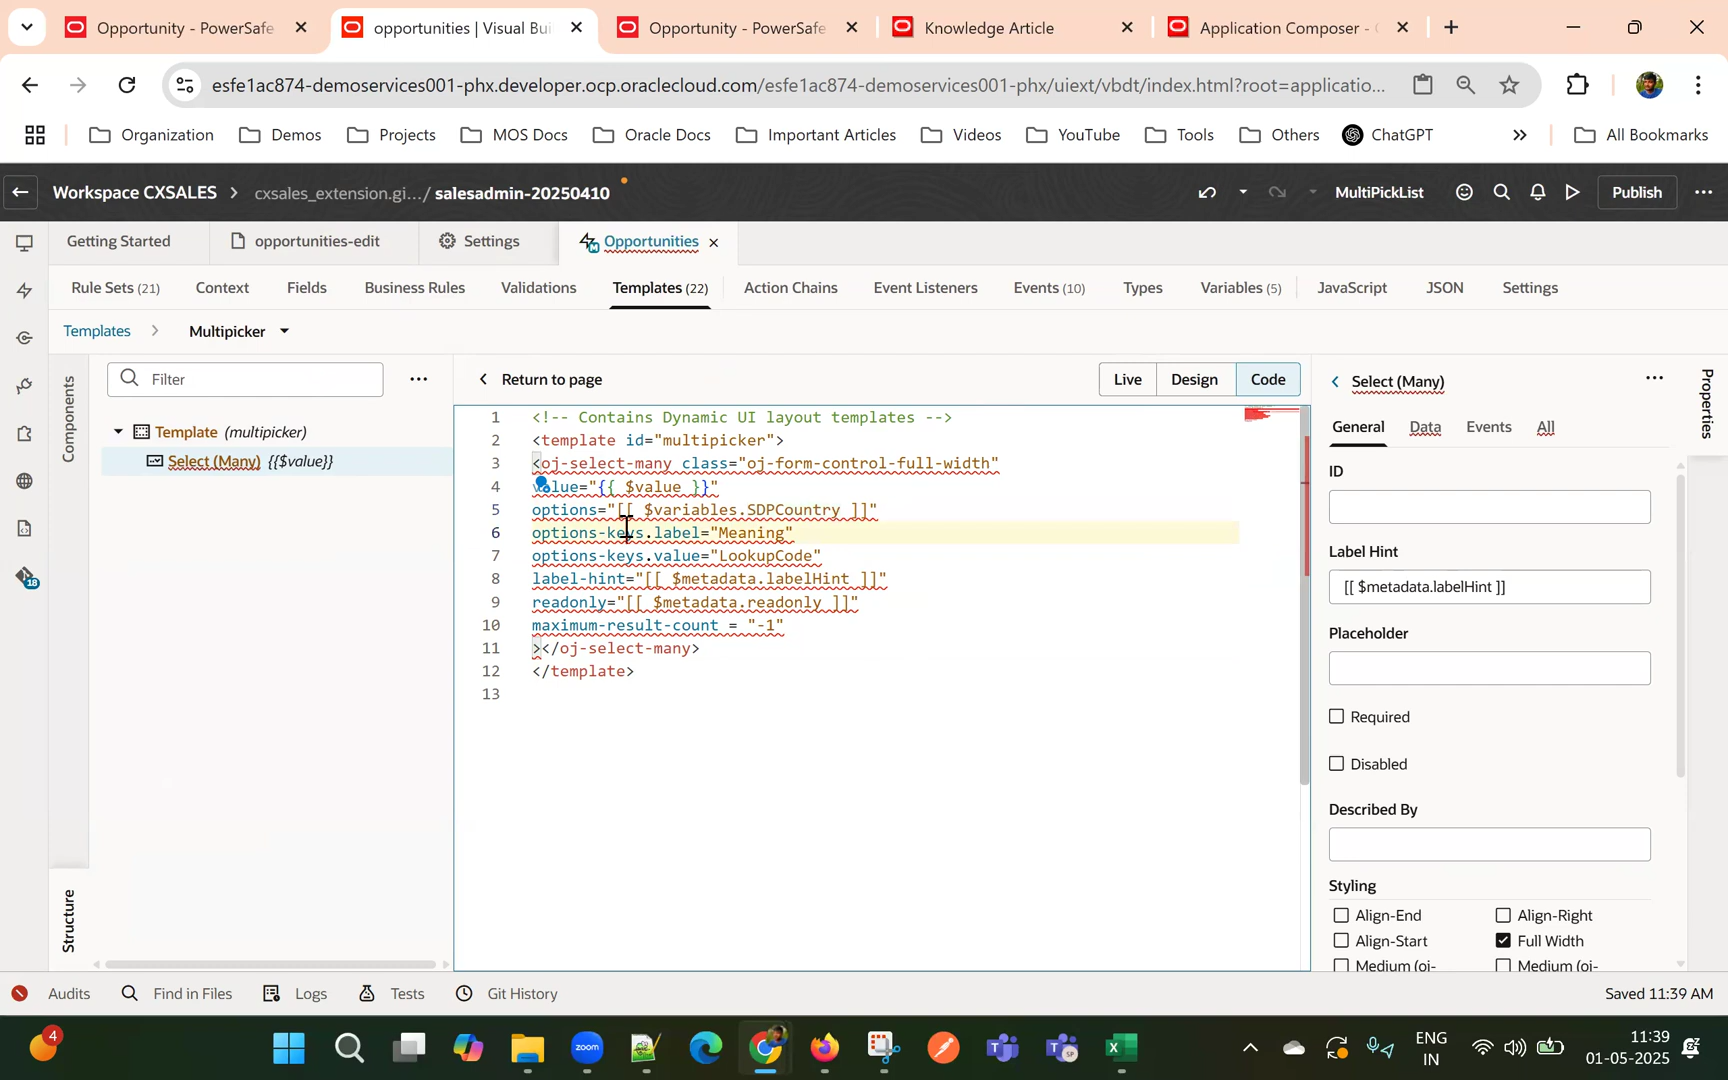 Opportunity - PowerSafe
opportunities | Visual Bui
Opportunity - PowerSafe
Knowledge Article
Application Composer -
esfe1ac874-demoservices001-phx.developer.ocp.oraclecloud.com/esfe1ac874-demoservices001-phx/uiext/vbdt/index.html?root=applicatio...
Organization
Demos
Projects
MOS Docs
Oracle Docs
Important Articles
Videos
YouTube
Tools
Others
ChatGPT
All Bookmarks
Workspace CXSALES > cxsales_extension.gi.../ salesadmin-20250410
MultiPickList
Publish
Getting Started
opportunities-edit
Settings
Opportunities
Rule Sets (21)
Context
Fields
Business Rules
Validations
Templates (22)
Action Chains
Event Listeners
Events (10)
Types
Variables (5)
JavaScript
JSON
Settings
Templates > Multipicker
Components
Filter
Template (multipicker)
Select (Many) {{$value}}
Structure
Return to page
Live
Design
Code
1 <!-- Contains Dynamic UI layout templates -->
2 <template id="multipicker">
3 <oj-select-many class="oj-form-control-full-width"
4 value="{{ $value }}"
5 options="[[ $variables.SDPCountry ]]"
6 options-keys.label="Meaning"
7 options-keys.value="LookupCode"
8 label-hint="[[ $metadata.labelHint ]]"
9 readonly="[[ $metadata.readonly ]]"
10 maximum-result-count = "-1"
11 ></oj-select-many>
12 </template>
13
Select (Many)
Properties
General
Data
Events
All
ID
Label Hint
[[ $metadata.labelHint ]]
Placeholder
Required
Disabled
Described By
Styling
Align-End
Align-Right
Align-Start
Full Width
Medium (oj-
Medium (oj-
Audits
Find in Files
Logs
Tests
Git History
Saved 11:39 AM
18
4
zoom
ENG
IN
11:39
01-05-2025